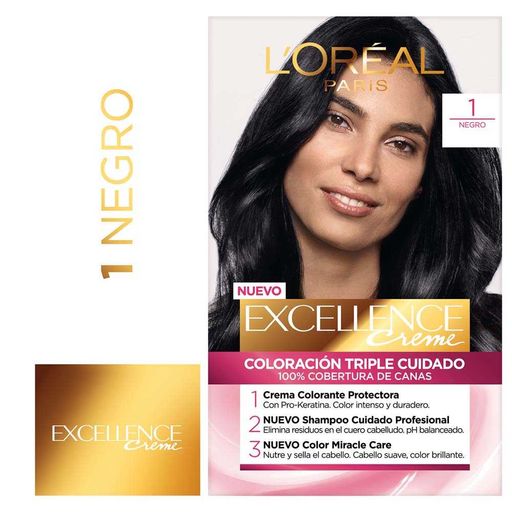 1 NEGRO
EXCELLENCE
Creme
L'ORÉAL
PARIS
1
NEGRO
NUEVO
EXCELLENCE
Creme
COLORACIÓN TRIPLE CUIDADO
100% COBERTURA DE CANAS
1 Crema Colorante Protectora
Con Pro-Keratina. Color intenso y duradero.
2 NUEVO Shampoo Cuidado Profesional
Elimina residuos en el cuero cabelludo. pH balanceado.
3 NUEVO Color Miracle Care
Nutre y sella el cabello. Cabello suave, color brillante.